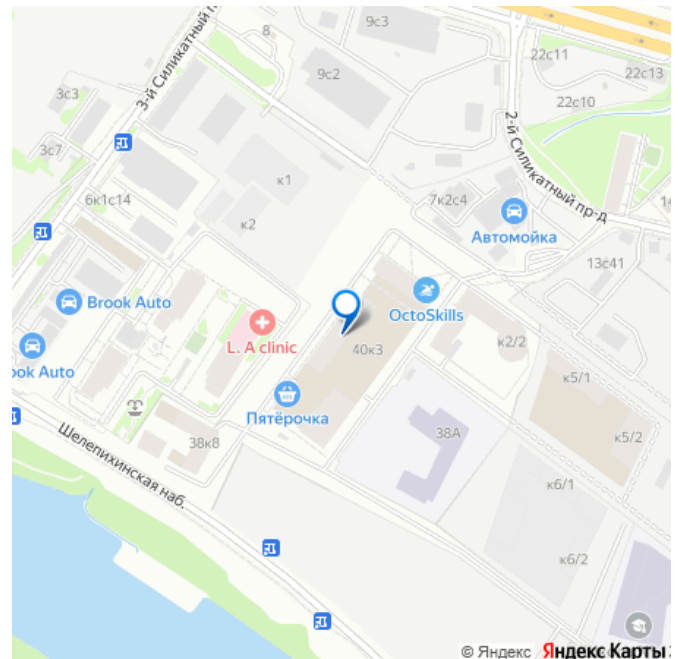 9с3
8
3-й Силикатный п
9с2
22с11
22с13
22с10
3с3
3с7
2-й Силикатный пр-д
к1
6к1с14
к2
7к2с4
Автомойка
13с41
Brook Auto
OctoSkills
L. A clinic
40к3
к2/2
ook Auto
к5/1
Пятёрочка
38к8
38А
к5/2
Шелепихинская наб.
к6/1
к6/2
© Яндекс Яндекс Карты